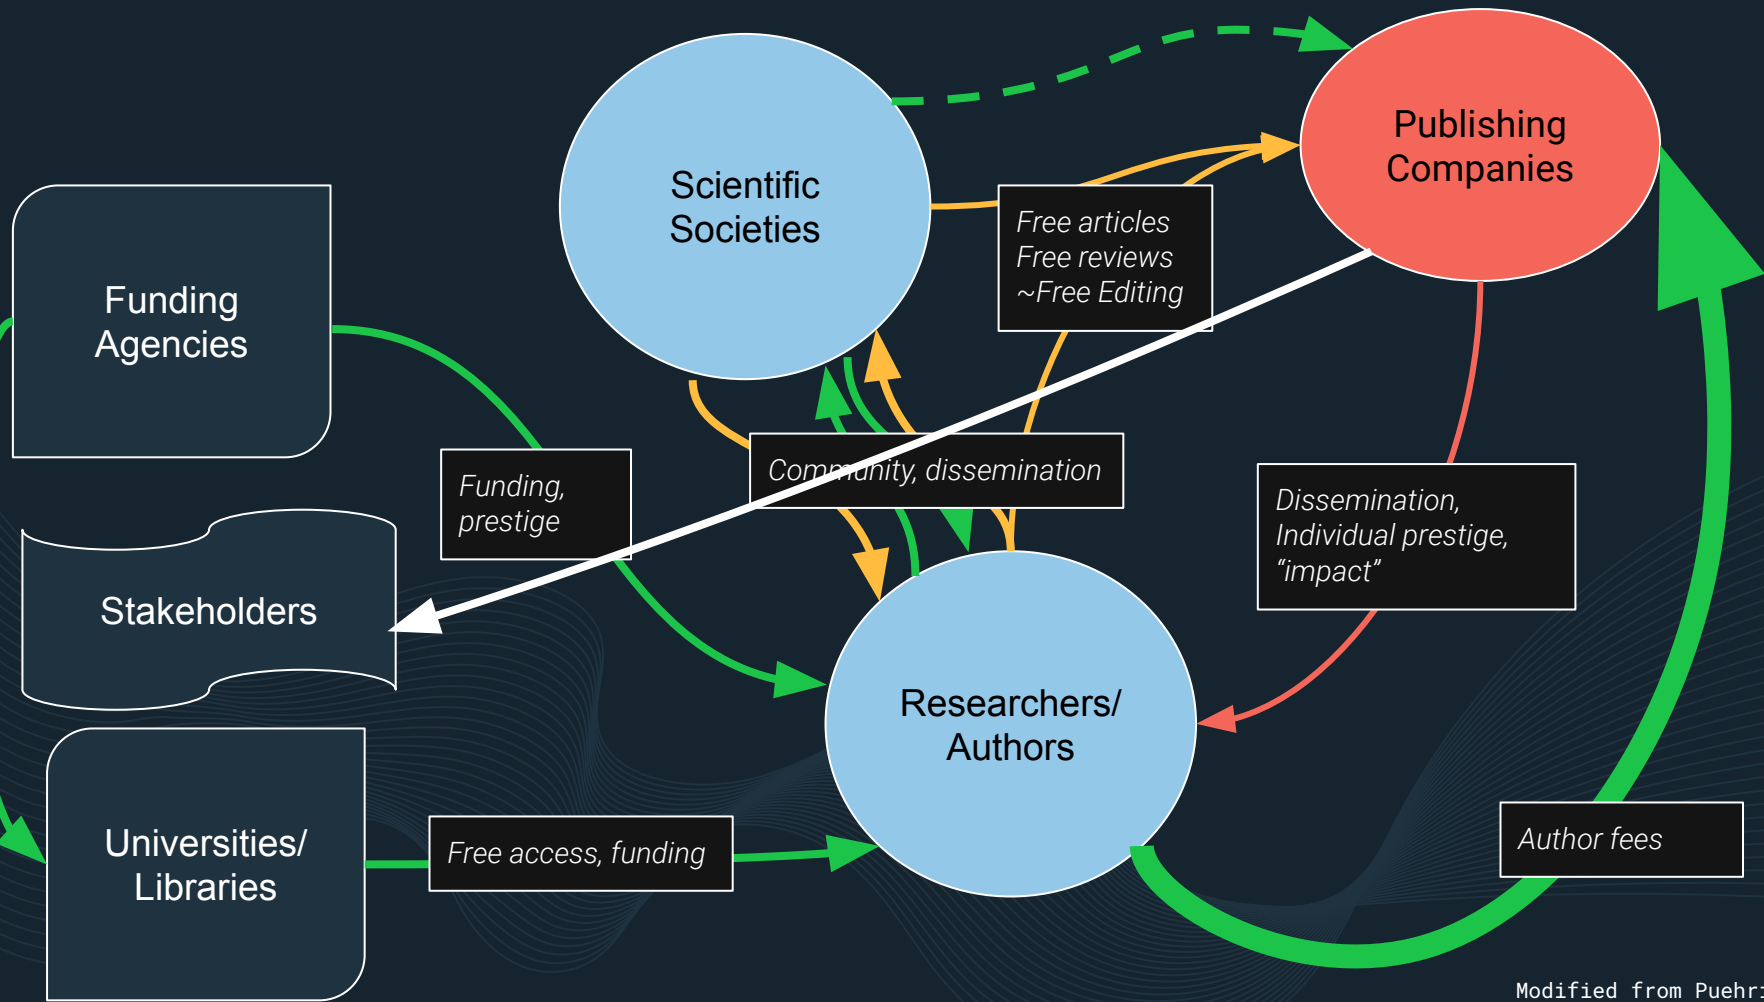 Scientific
Societies
Publishing
Companies
Free articles
Free reviews
~Free Editing
Funding
Agencies
Funding,
prestige
Community, dissemination
Dissemination,
Individual prestige,
“impact”
Stakeholders
Researchers/
Authors
Universities/
Libraries
Free access, funding
Author fees
Modified from